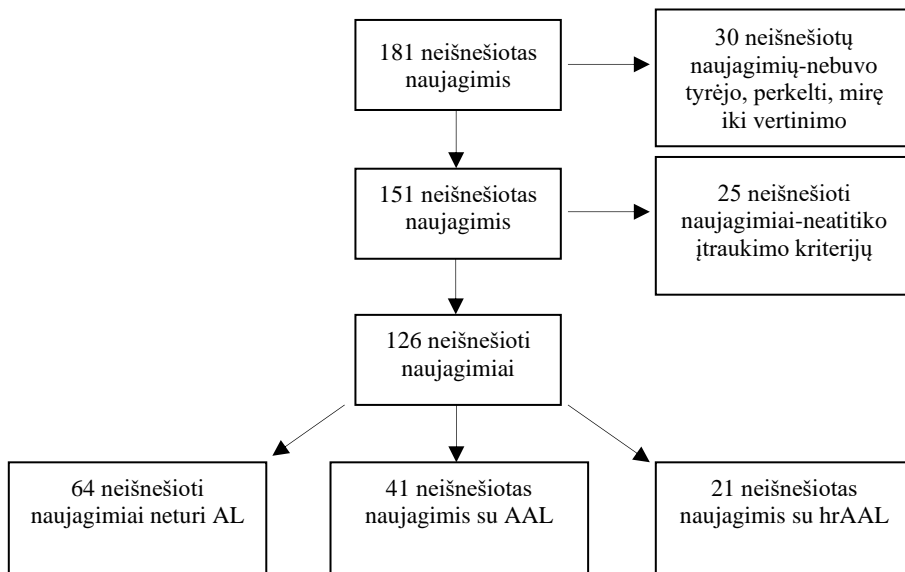 181 neišnešiotas
naujagimis
30 neišnešiotų
naujagimių-nebuvo
tyrėjo, perkelti, mirę
iki vertinimo
151 neišnešiotas
naujagimis
25 neišnešioti
naujagimiai-neatitiko
įtraukimo kriterijų
126 neišnešioti
naujagimiai
64 neišnešioti
naujagimiai neturi AL
41 neišnešiotas
naujagimis su AAL
21 neišnešiotas
naujagimis su hrAAL